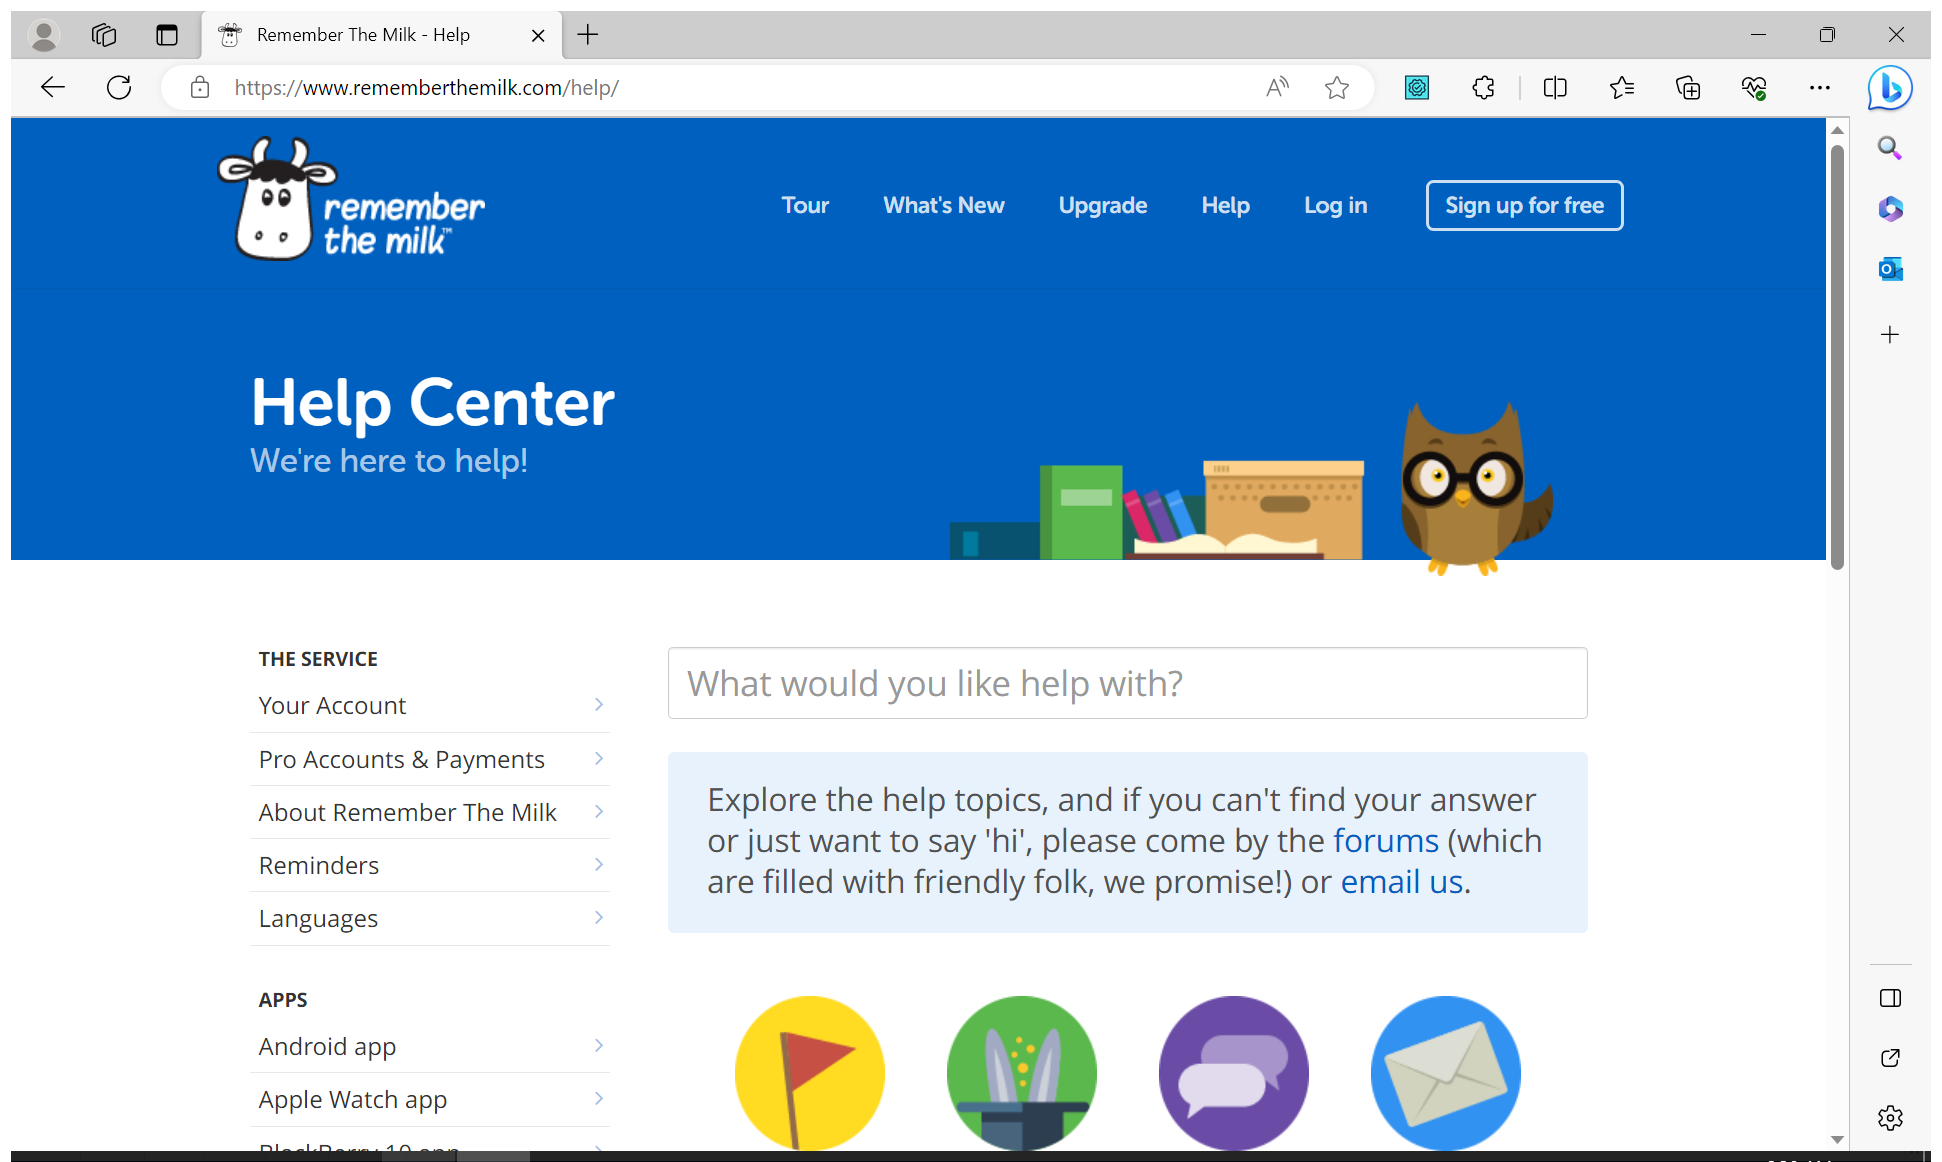 Remember The Milk - Help
https://www.rememberthemilk.com/help/
remember
the milk™
Tour
What's New
Upgrade
Help
Log in
Sign up for free
Help Center
We're here to help!
THE SERVICE
Your Account
Pro Accounts & Payments
About Remember The Milk
Reminders
Languages
APPS
Android app
Apple Watch app
BlackBerry 10 app
What would you like help with?
Explore the help topics, and if you can't find your answer
or just want to say 'hi', please come by the forums (which
are filled with friendly folk, we promise!) or email us.